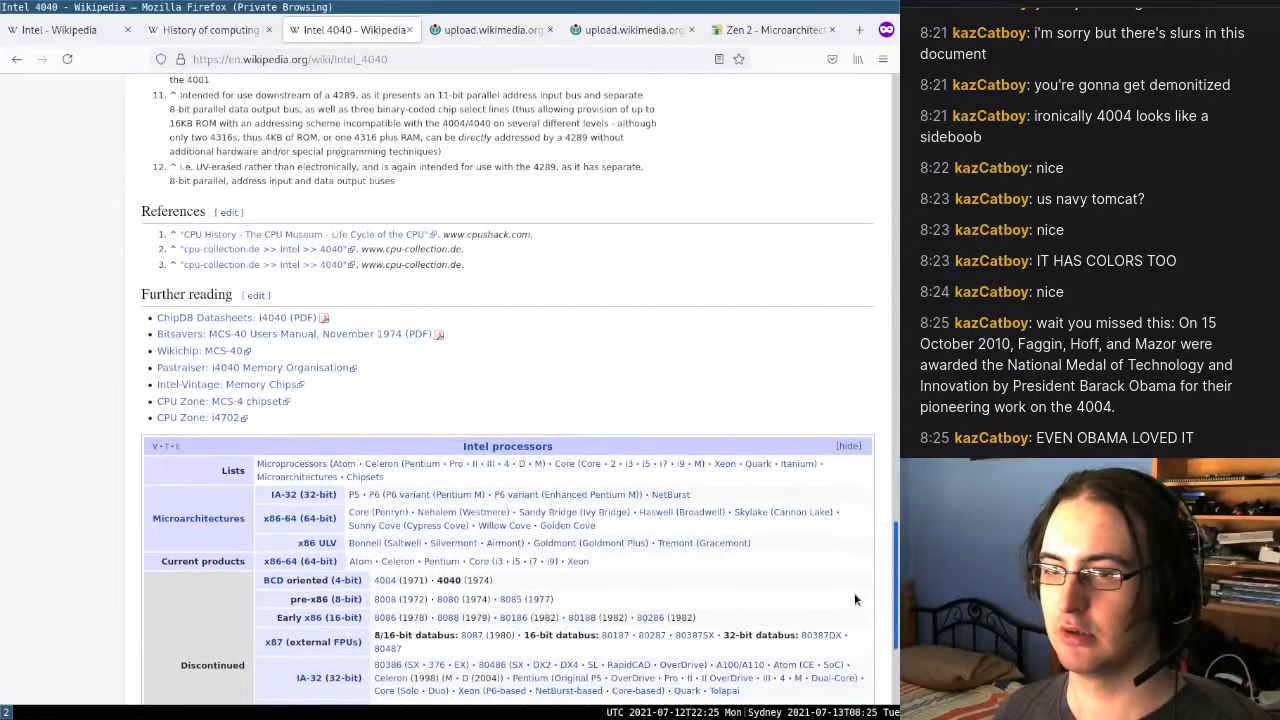 Intel 4040 - Wikipedia — Mozilla Firefox (Private Browsing)
Intel - Wikipedia
History of computing
Intel 4040 - Wikipedia
upload.wikimedia.org/
upload.wikimedia.org/
Zen 2 - Microarchitect
https://en.wikipedia.org/wiki/Intel_4040
the 4001
11. ^ Intended for use downstream of a 4289, as it presents an 11-bit parallel address input bus and separate
8-bit parallel data output bus, as well as three binary-coded chip select lines (thus allowing provision of up to
16KB ROM with an addressing scheme incompatible with the 4004/4040 on several different levels - although
only two 4316s, thus 4KB of ROM, or one 4316 plus RAM, can be directly addressed by a 4289 without
additional hardware and/or special programming techniques)
12. ^ i.e. UV-erased rather than electronically, and is again intended for use with the 4289, as it has separate,
8-bit parallel, address input and data output buses
References [ edit ]
1. ^ "CPU History - The CPU Museum - Life Cycle of the CPU". www.cpushack.com.
2. ^ "cpu-collection.de >> Intel >> 4040". www.cpu-collection.de.
3. ^ "cpu-collection.de >> Intel >> 4040". www.cpu-collection.de.
Further reading [ edit ]
• ChipDB Datasheets: i4040 (PDF)
• Bitsavers: MCS-40 Users Manual, November 1974 (PDF)
• Wikichip: MCS-40
• Pastraiser: i4040 Memory Organisation
• Intel-Vintage: Memory Chips
• CPU Zone: MCS-4 chipset
• CPU Zone: i4702
V • T • E Intel processors [hide]
Lists Microprocessors (Atom • Celeron (Pentium • Pro • II • III • 4 • D • M) • Core (Core • 2 • i3 • i5 • i7 • i9 • M) • Xeon • Quark • Itanium) •
Microarchitectures • Chipsets
Microarchitectures
IA-32 (32-bit) P5 • P6 (P6 variant (Pentium M) • P6 variant (Enhanced Pentium M)) • NetBurst
x86-64 (64-bit) Core (Penryn) • Nehalem (Westmere) • Sandy Bridge (Ivy Bridge) • Haswell (Broadwell) • Skylake (Cannon Lake) •
Sunny Cove (Cypress Cove) • Willow Cove • Golden Cove
x86 ULV Bonnell (Saltwell • Silvermont • Airmont) • Goldmont (Goldmont Plus) • Tremont (Gracemont)
Current products x86-64 (64-bit) Atom • Celeron • Pentium • Core (i3 • i5 • i7 • i9) • Xeon
Discontinued
BCD oriented (4-bit) 4004 (1971) • 4040 (1974)
pre-x86 (8-bit) 8008 (1972) • 8080 (1974) • 8085 (1977)
Early x86 (16-bit) 8086 (1978) • 8088 (1979) • 80186 (1982) • 80188 (1982) • 80286 (1982)
x87 (external FPUs) 8/16-bit databus: 8087 (1980) • 16-bit databus: 80187 • 80287 • 80387SX • 32-bit databus: 80387DX •
80487
IA-32 (32-bit) 80386 (SX • 376 • EX) • 80486 (SX • DX2 • DX4 • SL • RapidCAD • OverDrive) • A100/A110 • Atom (CE • SoC) •
Celeron (1998) (M • D (2004)) • Pentium (Original P5 • OverDrive • Pro • II • II OverDrive • III • 4 • M • Dual-Core) •
Core (Solo • Duo) • Xeon (P6-based • NetBurst-based • Core-based) • Quark • Tolapai
2
UTC 2021-07-12T22:25 Mon|Sydney 2021-07-13T08:25 Tue
8:21 kazCatboy: i'm sorry but there's slurs in this
document
8:21 kazCatboy: you're gonna get demonitized
8:21 kazCatboy: ironically 4004 looks like a
sideboob
8:22 kazCatboy: nice
8:23 kazCatboy: us navy tomcat?
8:23 kazCatboy: nice
8:23 kazCatboy: IT HAS COLORS TOO
8:24 kazCatboy: nice
8:25 kazCatboy: wait you missed this: On 15
October 2010, Faggin, Hoff, and Mazor were
awarded the National Medal of Technology and
Innovation by President Barack Obama for their
pioneering work on the 4004.
8:25 kazCatboy: EVEN OBAMA LOVED IT